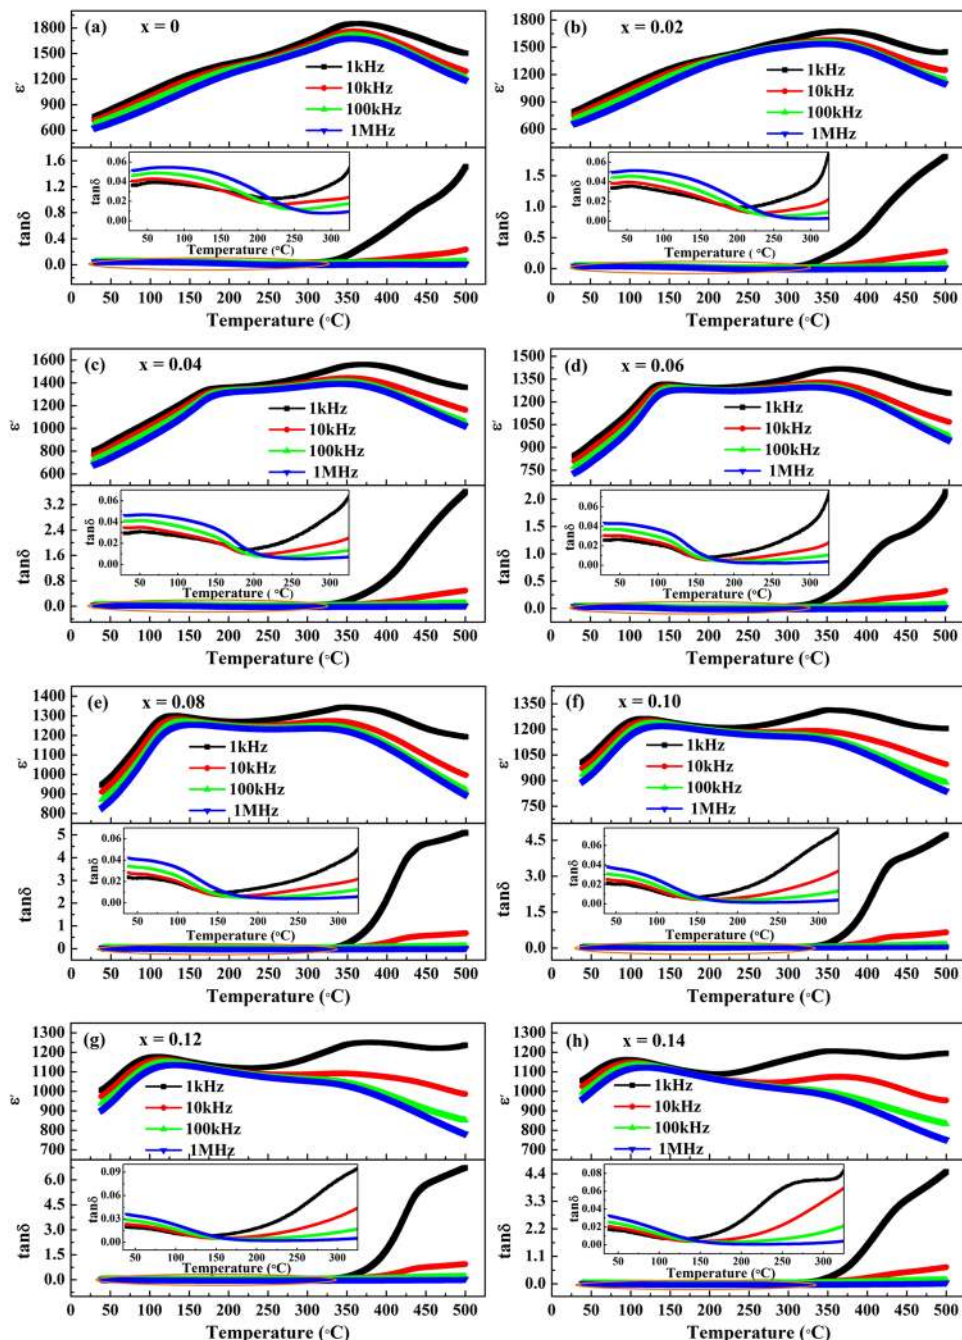 (a) x = 0
ε′
1800
1500
1200
900
600
1kHz
10kHz
100kHz
1MHz
tanδ
1.6
1.2
0.8
0.4
0.0
tanδ
0.06
0.04
0.02
0.00
50 100 150 200 250 300
Temperature (°C)
0 50 100 150 200 250 300 350 400 450 500
Temperature (°C)
(b) x = 0.02
ε′
1800
1500
1200
900
600
1kHz
10kHz
100kHz
1MHz
tanδ
1.5
1.0
0.5
0.0
tanδ
0.06
0.04
0.02
0.00
50 100 150 200 250 300
Temperature (°C)
0 50 100 150 200 250 300 350 400 450 500
Temperature (°C)
(c) x = 0.04
ε′
1600
1400
1200
1000
800
600
1kHz
10kHz
100kHz
1MHz
tanδ
3.2
2.4
1.6
0.8
0.0
tanδ
0.06
0.04
0.02
0.00
50 100 150 200 250 300
Temperature (°C)
0 50 100 150 200 250 300 350 400 450 500
Temperature (°C)
(d) x = 0.06
ε′
1500
1350
1200
1050
900
750
1kHz
10kHz
100kHz
1MHz
tanδ
2.0
1.5
1.0
0.5
0.0
tanδ
0.06
0.04
0.02
0.00
50 100 150 200 250 300
Temperature (°C)
0 50 100 150 200 250 300 350 400 450 500
Temperature (°C)
(e) x = 0.08
ε′
1400
1300
1200
1100
1000
900
800
1kHz
10kHz
100kHz
1MHz
tanδ
5
4
3
2
1
0
tanδ
0.06
0.04
0.02
0.00
50 100 150 200 250 300
Temperature (°C)
0 50 100 150 200 250 300 350 400 450 500
Temperature (°C)
(f) x = 0.10
ε′
1350
1200
1050
900
750
1kHz
10kHz
100kHz
1MHz
tanδ
4.5
3.0
1.5
0.0
tanδ
0.06
0.04
0.02
0.00
50 100 150 200 250 300
Temperature (°C)
0 50 100 150 200 250 300 350 400 450 500
Temperature (°C)
(g) x = 0.12
ε′
1300
1200
1100
1000
900
800
700
1kHz
10kHz
100kHz
1MHz
tanδ
6.0
4.5
3.0
1.5
0.0
tanδ
0.09
0.06
0.03
0.00
50 100 150 200 250 300
Temperature (°C)
0 50 100 150 200 250 300 350 400 450 500
Temperature (°C)
(h) x = 0.14
ε′
1300
1200
1100
1000
900
800
700
1kHz
10kHz
100kHz
1MHz
tanδ
4.4
3.3
2.2
1.1
0.0
tanδ
0.08
0.06
0.04
0.02
0.00
50 100 150 200 250 300
Temperature (°C)
0 50 100 150 200 250 300 350 400 450 500
Temperature (°C)